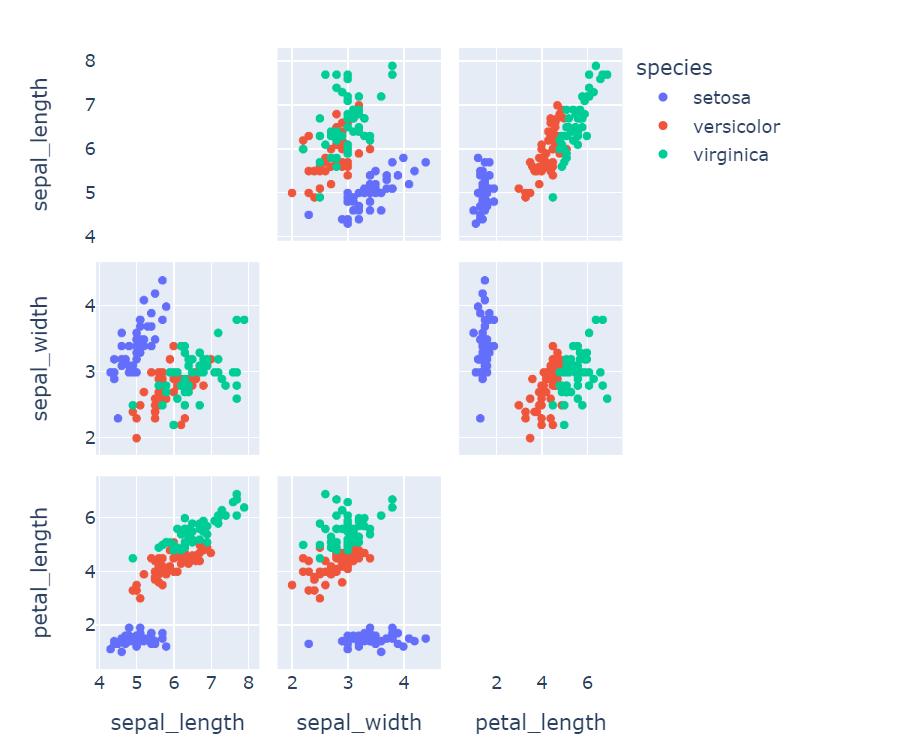 sepal_length
8
7
6
5
4
species
setosa
versicolor
virginica
sepal_width
4
3
2
petal_length
6
4
2
4 5 6 7 8
2 3 4
2 4 6
sepal_length
sepal_width
petal_length